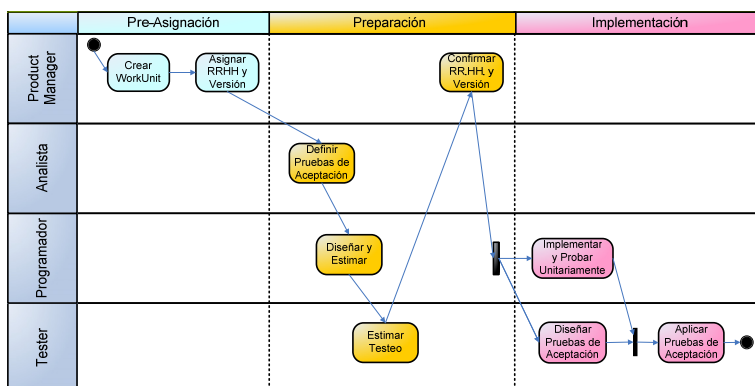 Pre-Asignación
Preparación
Implementación
Product
Manager
Crear
WorkUnit
Asignar
RRHH y
Versión
Confirmar
RR.HH. y
Versión
Analista
Definir
Pruebas de
Aceptación
Programador
Diseñar y
Estimar
Implementar
y Probar
Unitariamente
Tester
Estimar
Testeo
Diseñar
Pruebas de
Aceptación
Aplicar
Pruebas de
Aceptación